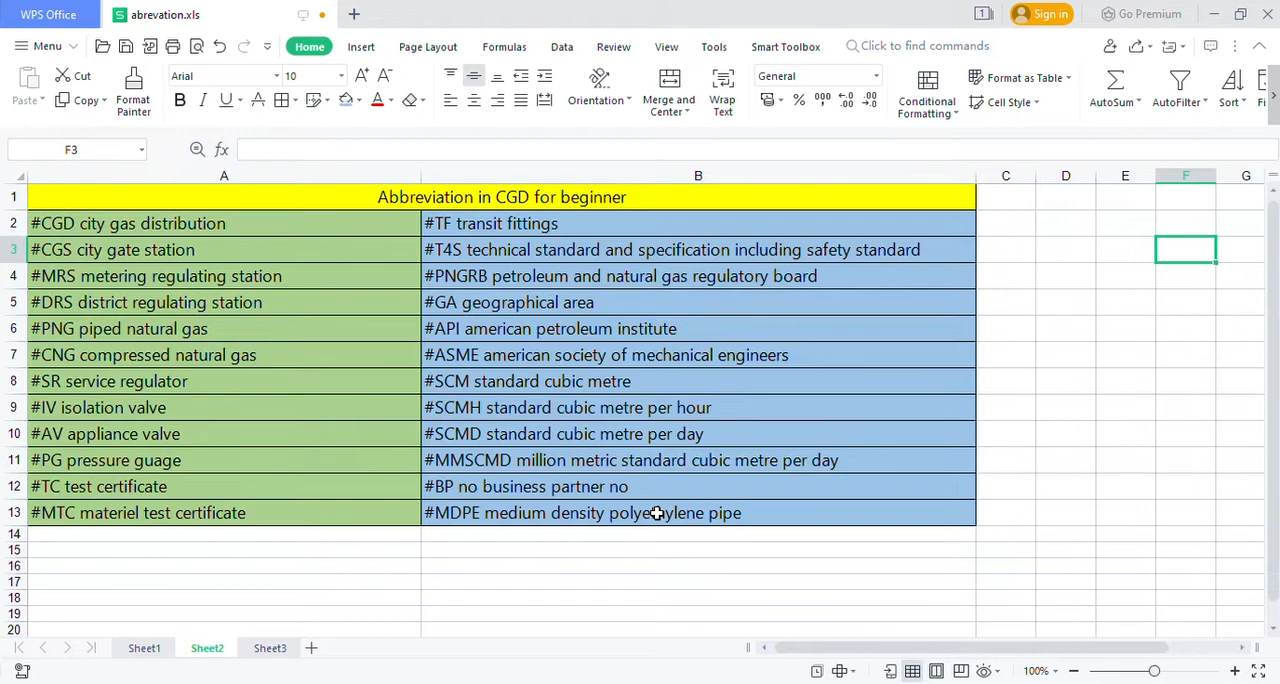 WPS Office
abrevation.xls
Sign in
Go Premium
Menu
Home
Insert
Page Layout
Formulas
Data
Review
View
Tools
Smart Toolbox
Click to find commands
Paste
Cut
Copy
Format Painter
Arial
10
Orientation
Merge and Center
Wrap Text
General
Conditional Formatting
Format as Table
Cell Style
AutoSum
AutoFilter
Sort
Fi
F3
fx
A B C D E F G
1 Abbreviation in CGD for beginner
2 #CGD city gas distribution #TF transit fittings
3 #CGS city gate station #T4S technical standard and specification including safety standard
4 #MRS metering regulating station #PNGRB petroleum and natural gas regulatory board
5 #DRS district regulating station #GA geographical area
6 #PNG piped natural gas #API american petroleum institute
7 #CNG compressed natural gas #ASME american society of mechanical engineers
8 #SR service regulator #SCM standard cubic metre
9 #IV isolation valve #SCMH standard cubic metre per hour
10 #AV appliance valve #SCMD standard cubic metre per day
11 #PG pressure guage #MMSCMD million metric standard cubic metre per day
12 #TC test certificate #BP no business partner no
13 #MTC materiel test certificate #MDPE medium density polyethylene pipe
14
15
16
17
18
19
20
Sheet1
Sheet2
Sheet3
100%